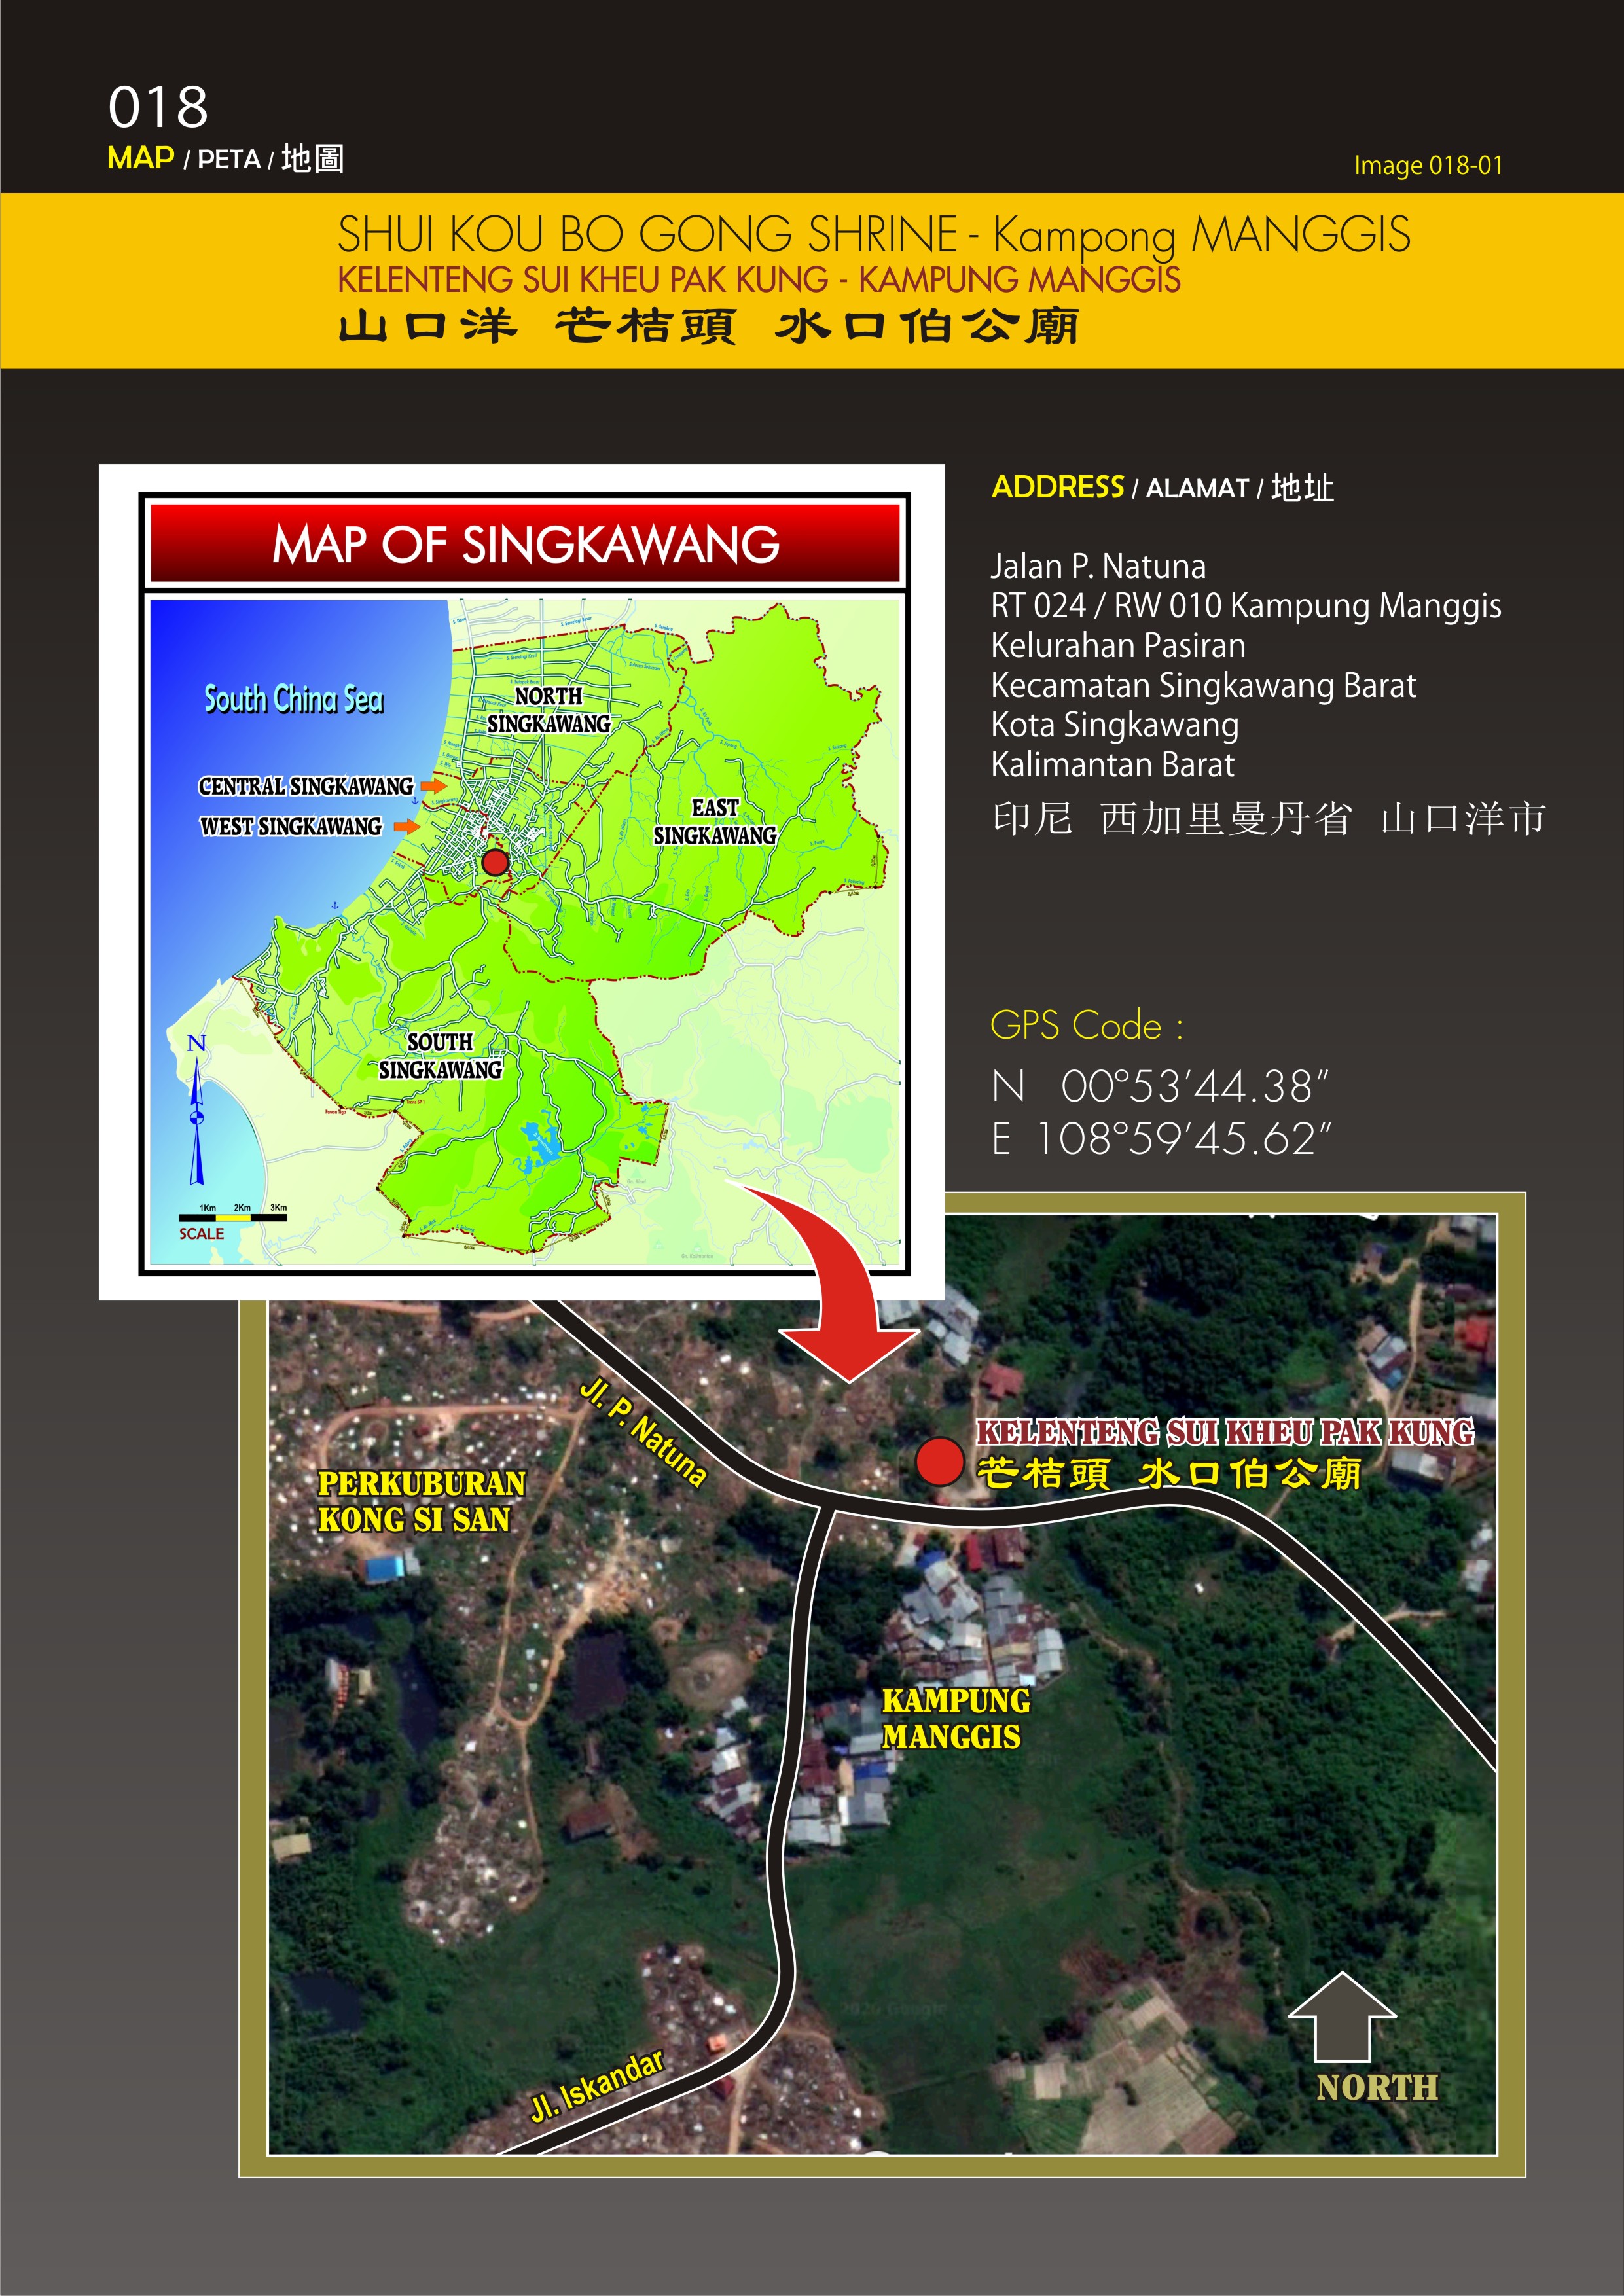 018
MAP / PETA / 地圖
Image 018-01
SHUI KOU BO GONG SHRINE - Kampong MANGGIS
KELENTENG SUI KHEU PAK KUNG - KAMPUNG MANGGIS
山口洋 芒桔頭 水口伯公廟
MAP OF SINGKAWANG
South China Sea
NORTH
SINGKAWANG
CENTRAL SINGKAWANG
WEST SINGKAWANG
EAST
SINGKAWANG
SOUTH
SINGKAWANG
N
1Km 2Km 3Km
SCALE
ADDRESS / ALAMAT / 地址
Jalan P. Natuna
RT 024 / RW 010 Kampung Manggis
Kelurahan Pasiran
Kecamatan Singkawang Barat
Kota Singkawang
Kalimantan Barat
印尼 西加里曼丹省 山口洋市
GPS Code :
N 00°53’44.38”
E 108°59’45.62”
Jl. P. Natuna
KELENTENG SUI KHEU PAK KUNG
芒桔頭 水口伯公廟
PERKUBURAN
KONG SI SAN
KAMPUNG
MANGGIS
Jl. Iskandar
NORTH